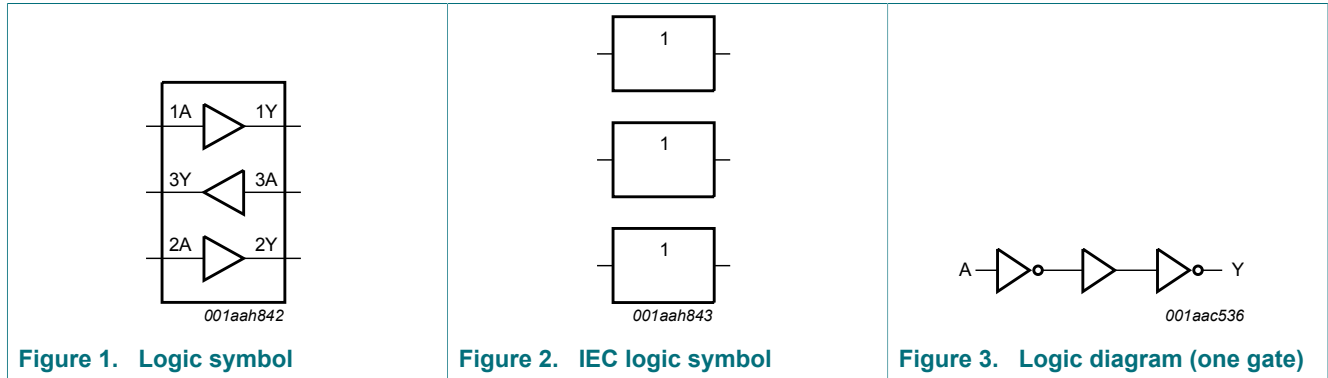 1A 1Y
3Y 3A
2A 2Y
001aah842
Figure 1. Logic symbol
1
1
1
001aah843
Figure 2. IEC logic symbol
A Y
001aac536
Figure 3. Logic diagram (one gate)